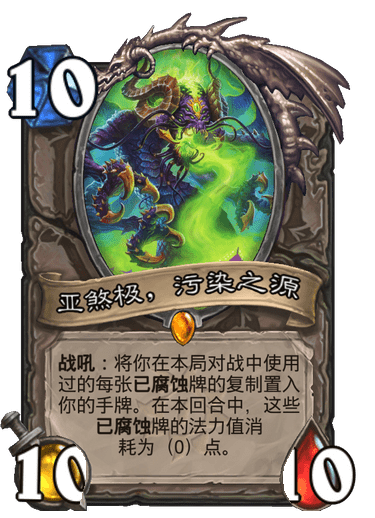 10
亚煞极，污染之源
战吼：将你在本局对战中使用
过的每张已腐蚀牌的复制置入
你的手牌。在本回合中，这些
已腐蚀牌的法力值消
耗为（0）点。
10
10